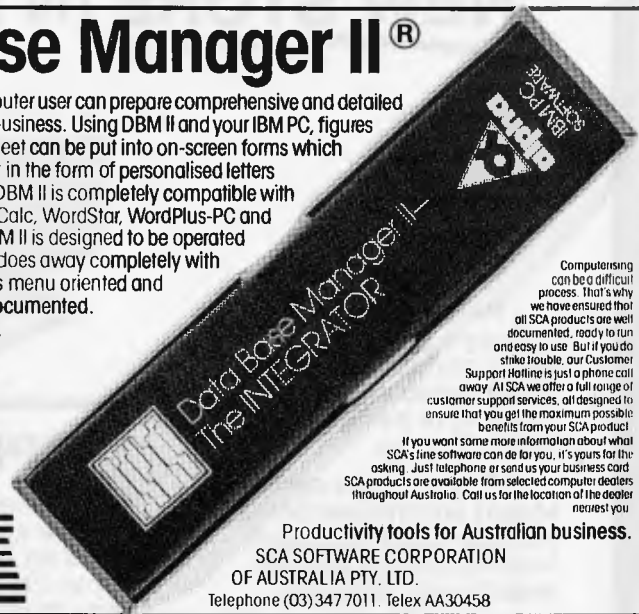 se Manager II®
puter user can prepare comprehensive and detailed
usiness. Using DBM II and your IBM PC, figures
eet can be put into on-screen forms which
in the form of personalised letters
DBM II is completely compatible with
Calc, WordStar, WordPlus-PC and
M II is designed to be operated
does away completely with
s menu oriented and
ocumented.
Data Base Manager II—
The INTEGRATOR
alpha
IBM PC
SOFTWARE
Computerising
can be a difficult
process. That's why
we have ensured that
all SCA products are well
documented, ready to run
and easy to use. But if you do
strike trouble, our Customer
Support Hotline is just a phone call
away. At SCA we offer a full range of
customer support services, all designed to
ensure that you get the maximum possible
benefits from your SCA product.
If you want some more information about what
SCA's fine software can do for you, it's yours for the
asking. Just telephone or send us your business card.
SCA products are available from selected computer dealers
throughout Australia. Call us for the location of the dealer
nearest you.
Productivity tools for Australian business.
SCA SOFTWARE CORPORATION
OF AUSTRALIA PTY. LTD.
Telephone (03) 347 7011. Telex AA30458